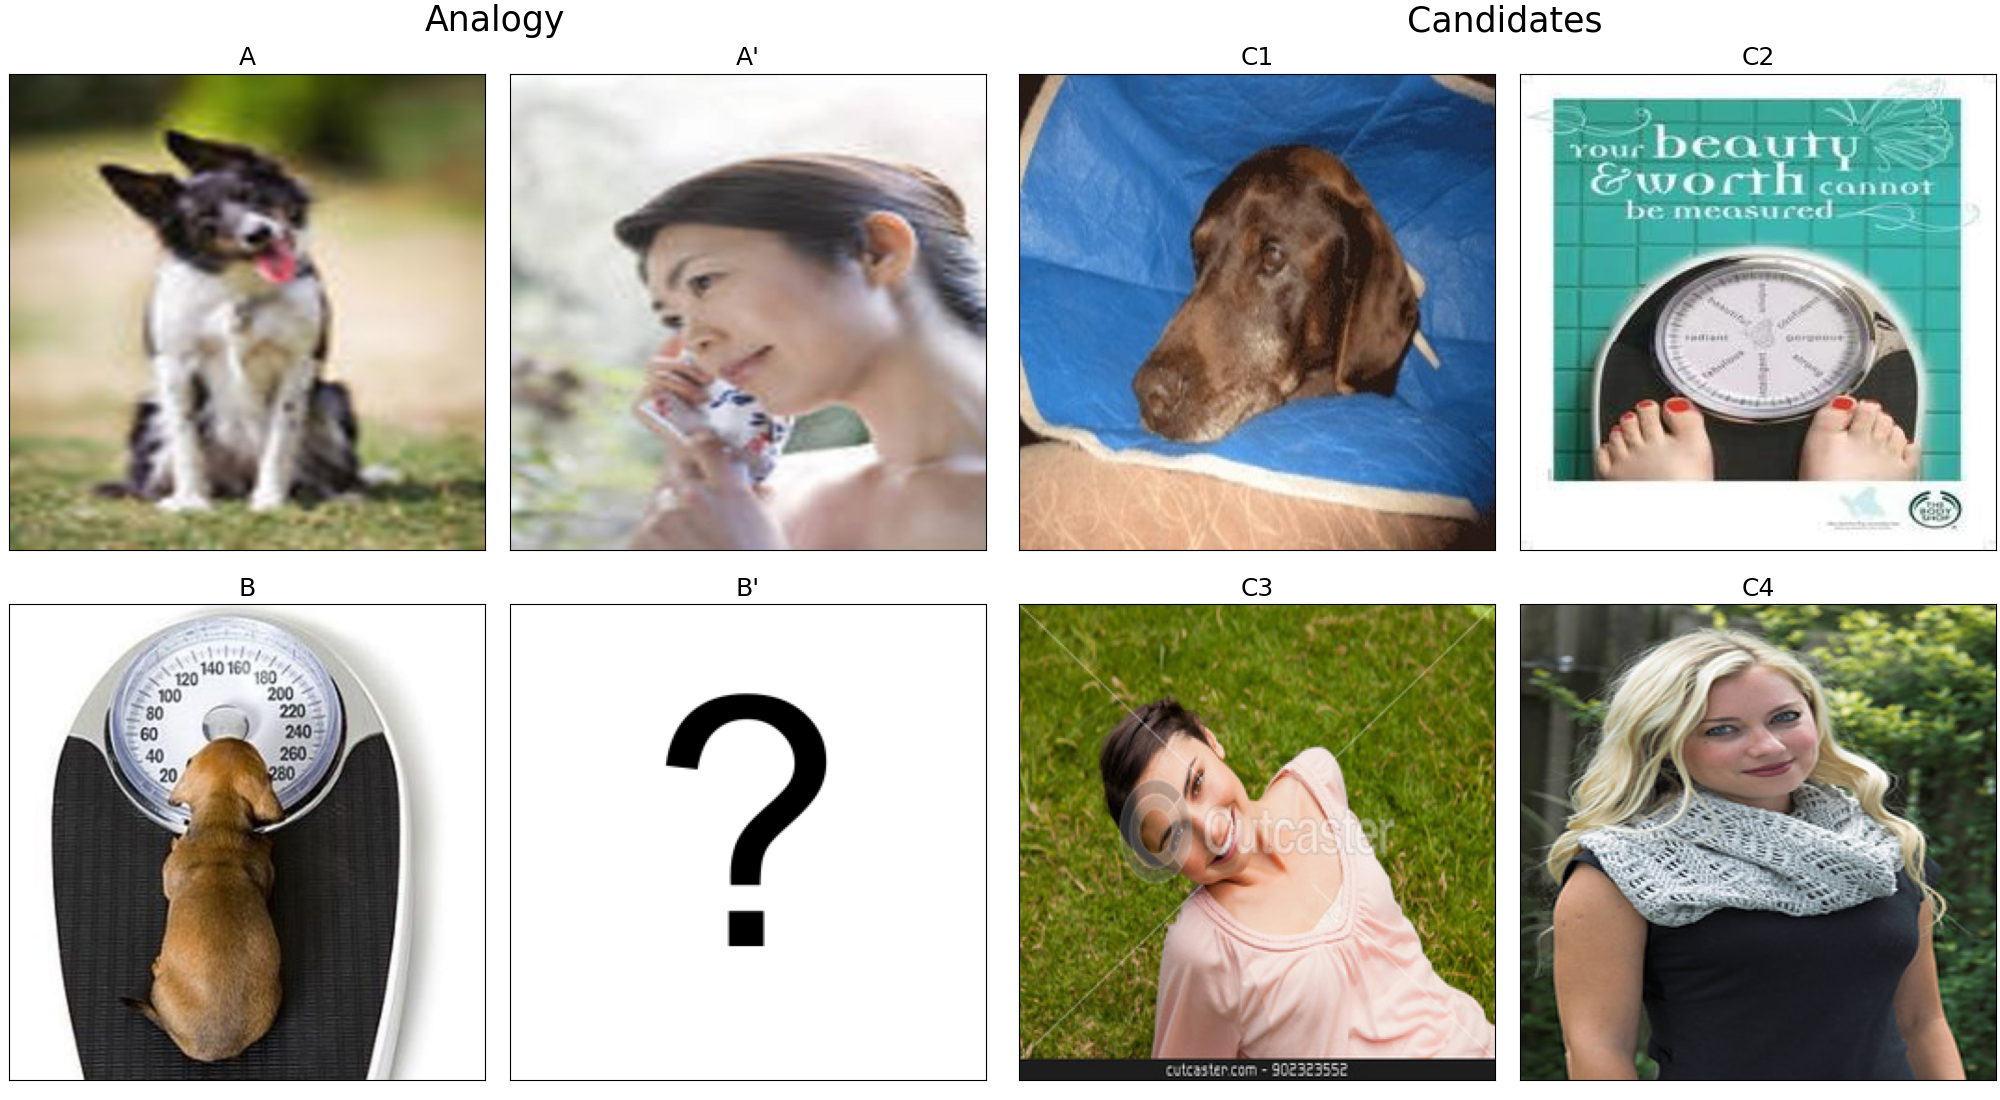 Analogy
Candidates
A
A'
C1
C2
your beauty
&worth cannot
be measured
beautiful
unique
confident
radiant
gorgeous
fabulous
intelligent
strong
THE
BODY
SHOP
B
B'
C3
C4
140 160
120
180
100
200
80
220
60
240
40
260
20
280
?
Cutcaster
cutcaster.com - 902323552